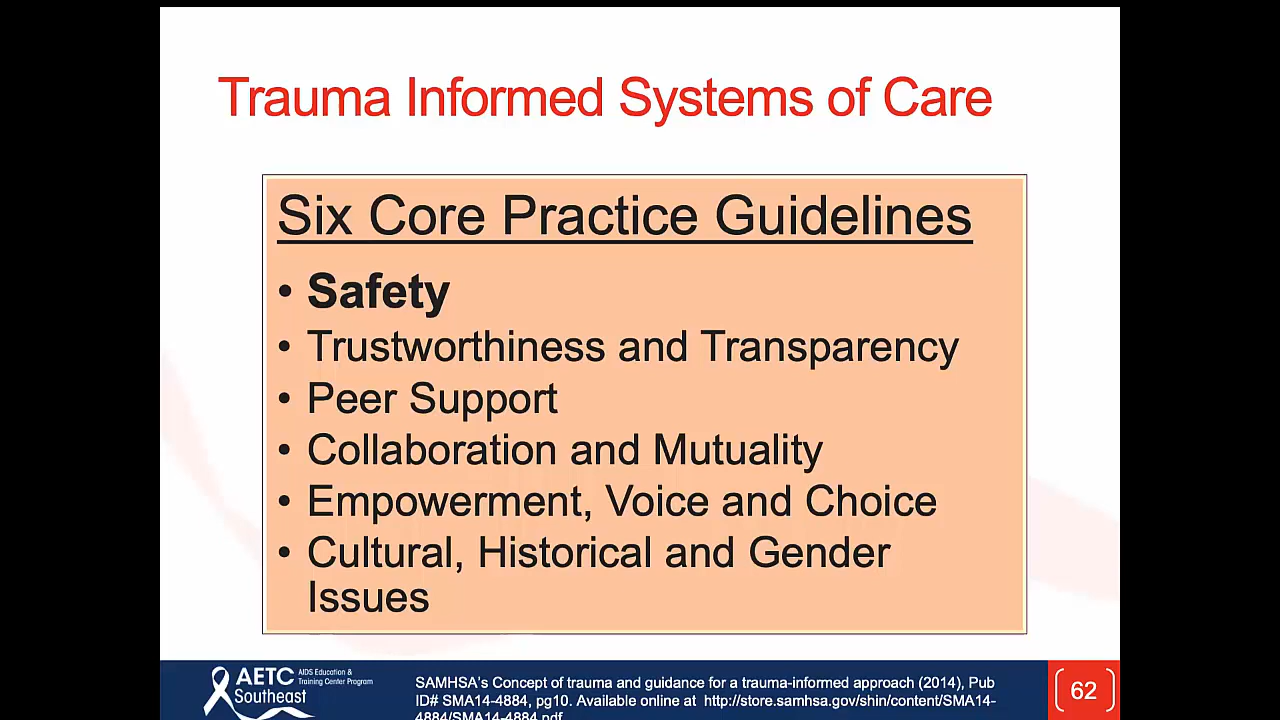 Trauma Informed Systems of Care
Six Core Practice Guidelines
• Safety
• Trustworthiness and Transparency
• Peer Support
• Collaboration and Mutuality
• Empowerment, Voice and Choice
• Cultural, Historical and Gender
Issues
AETC AIDS Education &
Training Center Program
Southeast
SAMHSA's Concept of trauma and guidance for a trauma-informed approach (2014), Pub
ID# SMA14-4884, pg10. Available online at http://store.samhsa.gov/shin/content/SMA14-
4884/SMA14-4884.pdf
62